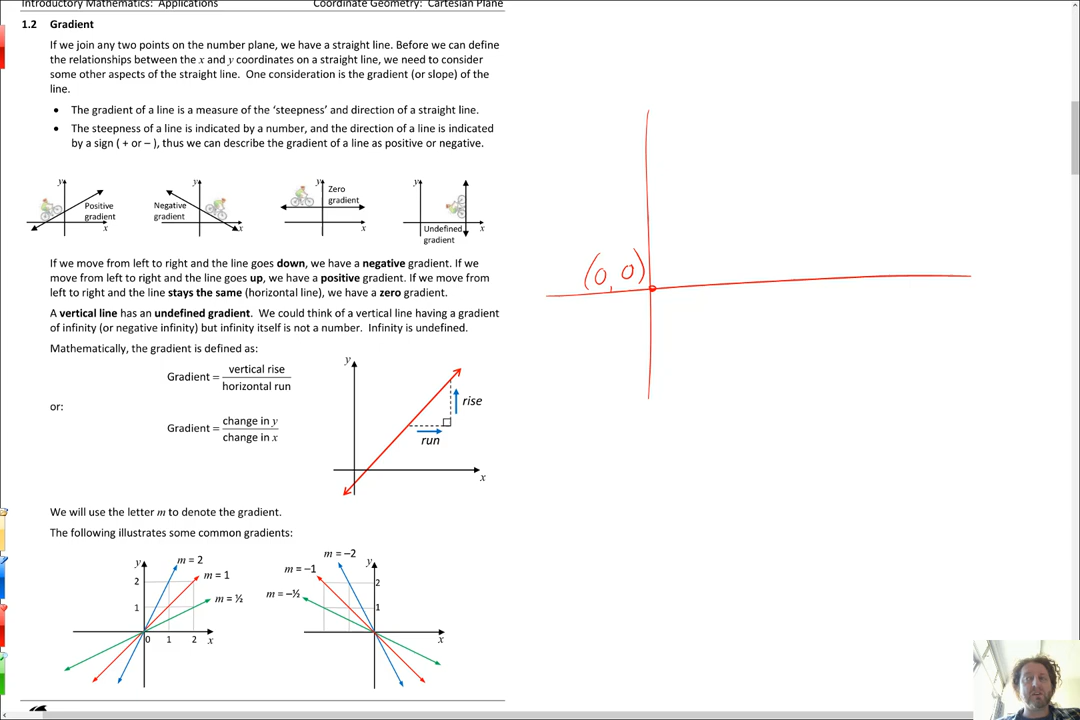 Introductory Mathematics: Applications
Coordinate Geometry: Cartesian Plane
1.2 Gradient
If we join any two points on the number plane, we have a straight line. Before we can define
the relationships between the x and y coordinates on a straight line, we need to consider
some other aspects of the straight line. One consideration is the gradient (or slope) of the
line.
• The gradient of a line is a measure of the ‘steepness’ and direction of a straight line.
• The steepness of a line is indicated by a number, and the direction of a line is indicated
by a sign ( + or – ), thus we can describe the gradient of a line as positive or negative.
y
Positive
gradient
x
y
Negative
gradient
x
y
Zero
gradient
x
y
Undefined
gradient
x
If we move from left to right and the line goes down, we have a negative gradient. If we
move from left to right and the line goes up, we have a positive gradient. If we move from
left to right and the line stays the same (horizontal line), we have a zero gradient.
A vertical line has an undefined gradient. We could think of a vertical line having a gradient
of infinity (or negative infinity) but infinity itself is not a number. Infinity is undefined.
Mathematically, the gradient is defined as:
Gradient = vertical rise
horizontal run
or:
Gradient = change in y
change in x
y
rise
run
x
We will use the letter m to denote the gradient.
The following illustrates some common gradients:
y
m = 2
m = 1
m = ½
2
1
0 1 2 x
m = –2
y
m = –1
m = –½
2
1
x
(0, 0)